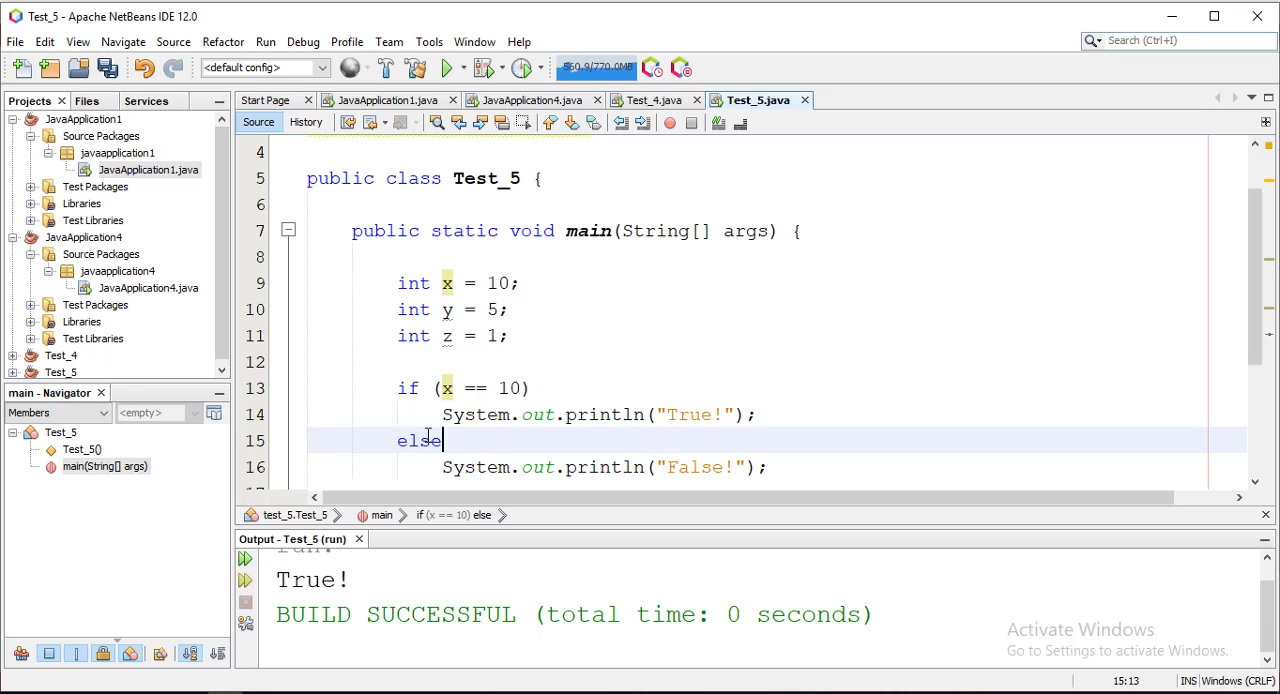 Test_5 - Apache NetBeans IDE 12.0
File Edit View Navigate Source Refactor Run Debug Profile Team Tools Window Help
Search (Ctrl+I)
<default config>
560.9/770.0MB
Projects Files Services
Start Page JavaApplication1.java JavaApplication4.java Test_4.java Test_5.java
Source History
JavaApplication1
Source Packages
javaapplication1
JavaApplication1.java
Test Packages
Libraries
Test Libraries
JavaApplication4
Source Packages
javaapplication4
JavaApplication4.java
Test Packages
Libraries
Test Libraries
Test_4
Test_5
main - Navigator
Members <empty>
Test_5
Test_5()
main(String[] args)
4
5 public class Test_5 {
6
7 public static void main(String[] args) {
8
9 int x = 10;
10 int y = 5;
11 int z = 1;
12
13 if (x == 10)
14 System.out.println("True!");
15 else
16 System.out.println("False!");
17
test_5.Test_5 main if (x == 10) else
Output - Test_5 (run)
run:
True!
BUILD SUCCESSFUL (total time: 0 seconds)
Activate Windows
Go to Settings to activate Windows.
15:13 INS Windows (CRLF)